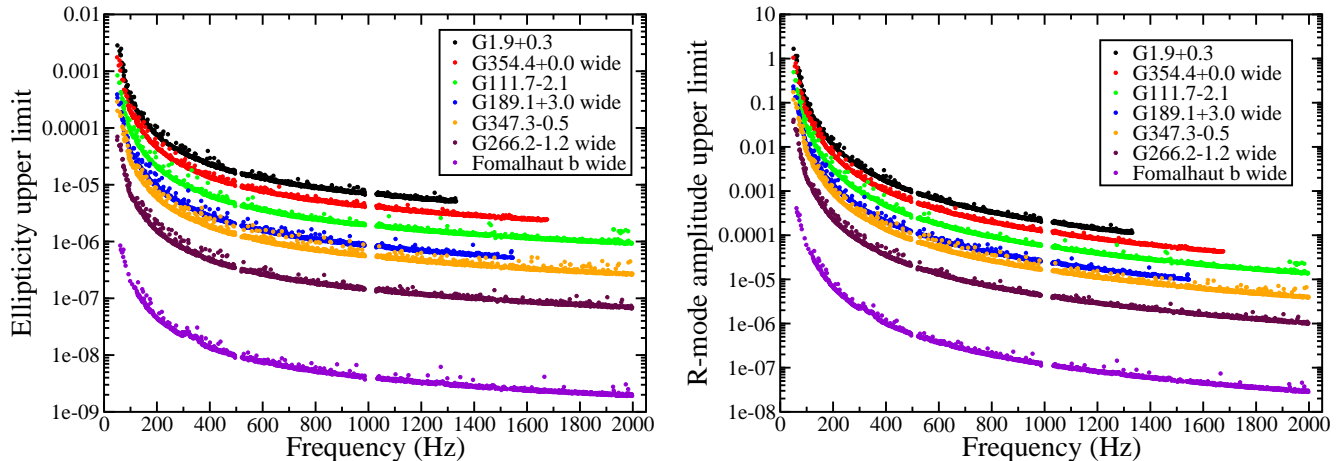 Ellipticity upper limit
0.01
0.001
0.0001
1e-05
1e-06
1e-07
1e-08
1e-09
G1.9+0.3
G354.4+0.0 wide
G111.7-2.1
G189.1+3.0 wide
G347.3-0.5
G266.2-1.2 wide
Fomalhaut b wide
0 200 400 600 800 1000 1200 1400 1600 1800 2000
Frequency (Hz)
R-mode amplitude upper limit
10
1
0.1
0.01
0.001
0.0001
1e-05
1e-06
1e-07
1e-08
G1.9+0.3
G354.4+0.0 wide
G111.7-2.1
G189.1+3.0 wide
G347.3-0.5
G266.2-1.2 wide
Fomalhaut b wide
0 200 400 600 800 1000 1200 1400 1600 1800 2000
Frequency (Hz)